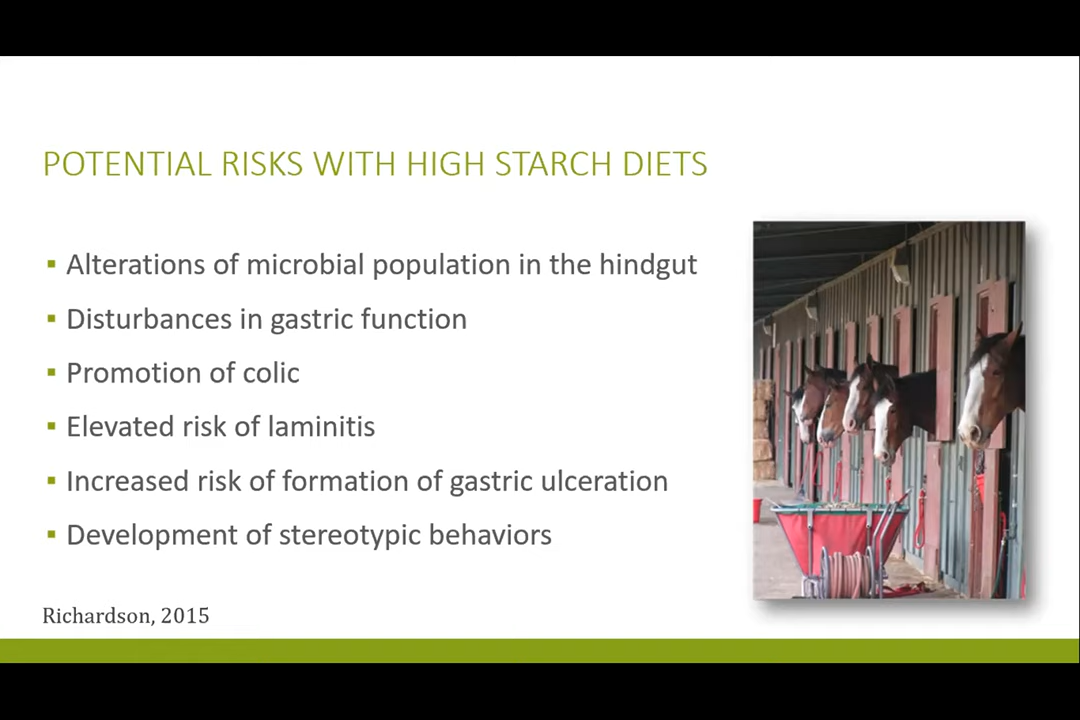 POTENTIAL RISKS WITH HIGH STARCH DIETS
▪ Alterations of microbial population in the hindgut
▪ Disturbances in gastric function
▪ Promotion of colic
▪ Elevated risk of laminitis
▪ Increased risk of formation of gastric ulceration
▪ Development of stereotypic behaviors
Richardson, 2015